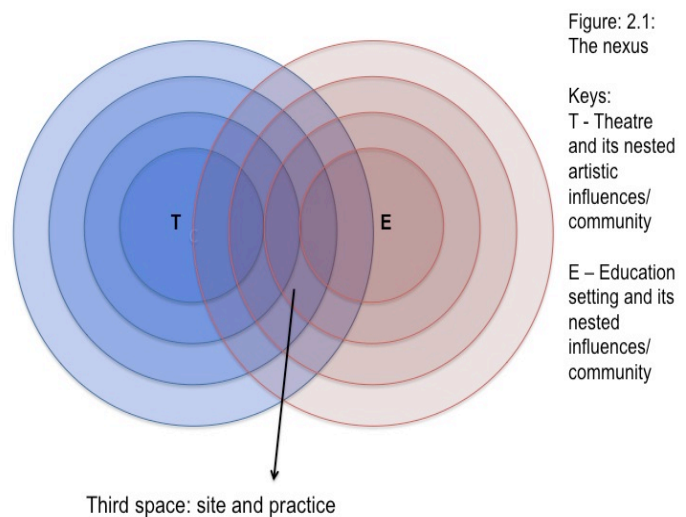 Figure: 2.1:
The nexus
Keys:
T - Theatre
and its nested
artistic
influences/
community
E – Education
setting and its
nested
influences/
community
T
E
Third space: site and practice